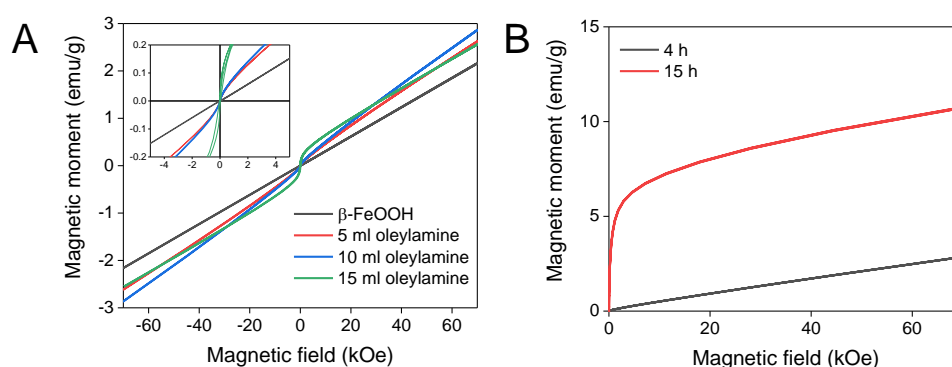 A
Magnetic moment (emu/g)
3
2
1
0
-1
-2
-3
-60 -40 -20 0 20 40 60
Magnetic field (kOe)
0.2
0.1
0.0
-0.1
-0.2
-4 -2 0 2 4
β-FeOOH
5 ml oleylamine
10 ml oleylamine
15 ml oleylamine
B
Magnetic moment (emu/g)
15
10
5
0
0 20 40 60
Magnetic field (kOe)
4 h
15 h